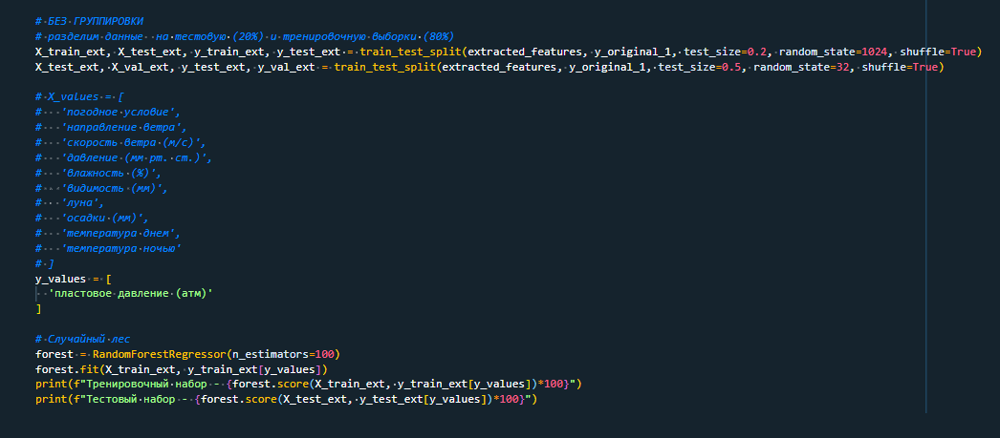 # БЕЗ ГРУППИРОВКИ
# разделим данные  на тестовую (20%) и тренировочную выборки (80%)
X_train_ext, X_test_ext, y_train_ext, y_test_ext = train_test_split(extracted_features, y_original_1, test_size=0.2, random_state=1024, shuffle=True)
X_test_ext, X_val_ext, y_test_ext, y_val_ext = train_test_split(extracted_features, y_original_1, test_size=0.5, random_state=32, shuffle=True)
# X_values = [
#   'погодное условие',
#   'направление ветра',
#   'скорость ветра (м/с)',
#   'давление (мм рт. ст.)',
#   'влажность (%)',
#   'видимость (мм)',
#   'луна',
#   'осадки (мм)',
#   'температура днем',
#   'температура ночью'
# ]
y_values = [
  'пластовое давление (атм)'
]
# Случайный лес
forest = RandomForestRegressor(n_estimators=100)
forest.fit(X_train_ext, y_train_ext[y_values])
print(f"Тренировочный набор - {forest.score(X_train_ext, y_train_ext[y_values])*100}")
print(f"Тестовый набор - {forest.score(X_test_ext, y_test_ext[y_values])*100}")